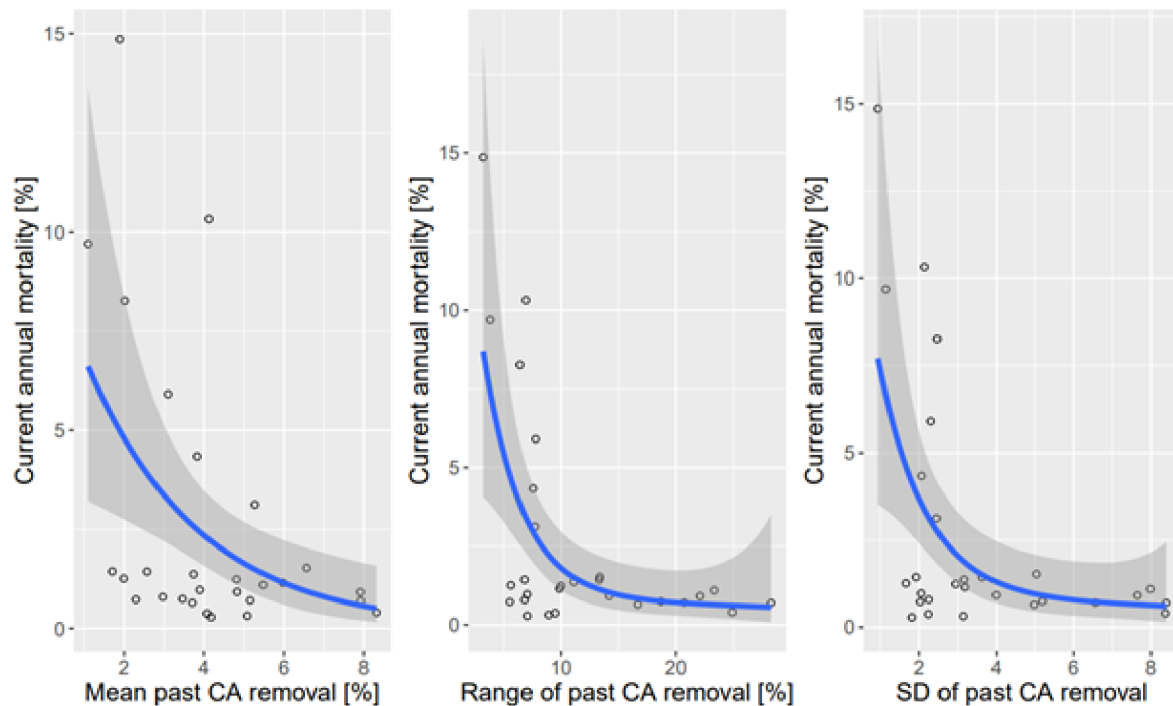 Current annual mortality [%]
15
10
5
0
2 4 6 8
Mean past CA removal [%]
Current annual mortality [%]
15
10
5
0
10 20
Range of past CA removal [%]
Current annual mortality [%]
15
10
5
0
2 4 6 8
SD of past CA removal